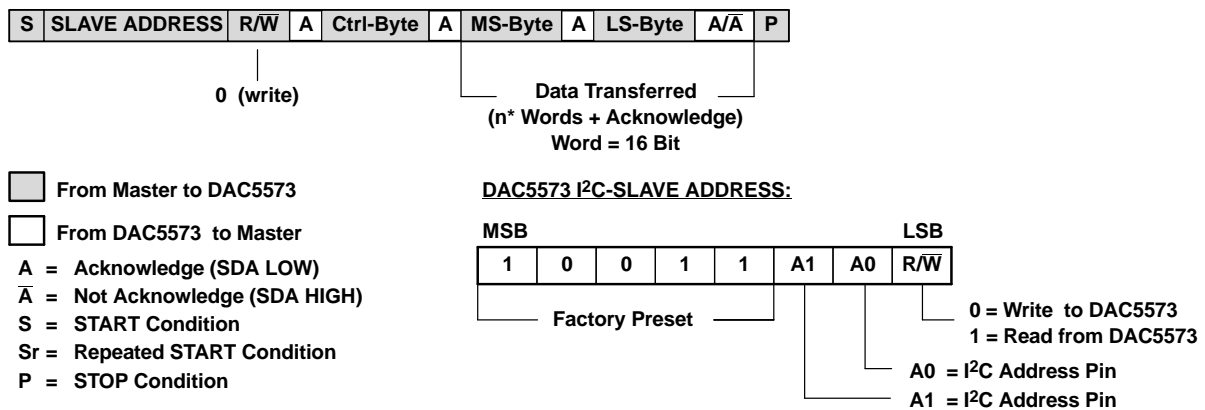 S SLAVE ADDRESS R/W̅ A Ctrl-Byte A MS-Byte A LS-Byte A/A̅ P
0 (write)
Data Transferred
(n* Words + Acknowledge)
Word = 16 Bit
From Master to DAC5573
From DAC5573 to Master
A = Acknowledge (SDA LOW)
A̅ = Not Acknowledge (SDA HIGH)
S = START Condition
Sr = Repeated START Condition
P = STOP Condition
DAC5573 I²C-SLAVE ADDRESS:
MSB LSB
1 0 0 1 1 A1 A0 R/W̅
Factory Preset
0 = Write to DAC5573
1 = Read from DAC5573
A0 = I²C Address Pin
A1 = I²C Address Pin